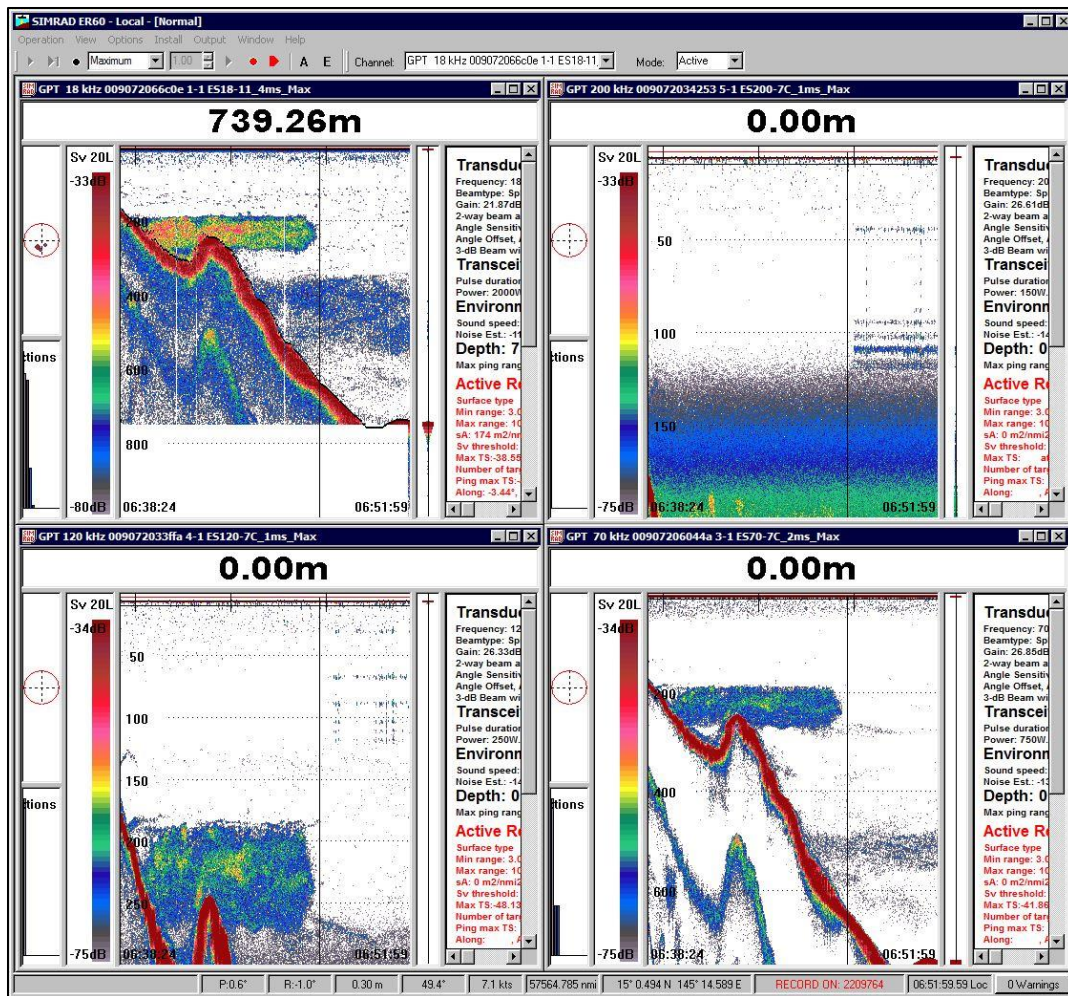 SIMRAD ER60 - Local - [Normal]
Operation View Options Install Output Window Help
Maximum 1.00 A E Channel: GPT 18 kHz 009072066c0e 1-1 ES18-11 Mode: Active
GPT 18 kHz 009072066c0e 1-1 ES18-11_4ms_Max
739.26m
Sv 20L
-33dB
200
400
600
800
-80dB
06:38:24
06:51:59
tions
Transduc
Frequency: 18
Beamtype: Sp
Gain: 21.87dB
2-way beam a
Angle Sensitiv
Angle Offset, A
3-dB Beam wi
Transcei
Pulse duration
Power: 2000W
Environn
Sound speed:
Noise Est.: -11
Depth: 7
Max ping rang
Active Re
Surface type
Min range: 3.0
Max range: 10
sA: 174 m2/nm
Sv threshold:
Max TS:-38.55
Number of targ
Ping max TS:-
Along: -3.44°,
GPT 200 kHz 009072034253 5-1 ES200-7C_1ms_Max
0.00m
Sv 20L
-33dB
50
100
150
-75dB
06:38:24
06:51:59
tions
Transduc
Frequency: 20
Beamtype: Sp
Gain: 26.61dB
2-way beam a
Angle Sensitiv
Angle Offset, A
3-dB Beam wi
Transcei
Pulse duration
Power: 150W.
Environn
Sound speed:
Noise Est.: -14
Depth: 0
Max ping rang
Active Re
Surface type
Min range: 3.0
Max range: 10
sA: 0 m2/nmi2
Sv threshold:
Max TS: at
Number of targ
Ping max TS:
Along: , A
GPT 120 kHz 009072033ffa 4-1 ES120-7C_1ms_Max
0.00m
Sv 20L
-34dB
50
100
150
200
250
-75dB
06:38:24
06:51:59
tions
Transduc
Frequency: 12
Beamtype: Sp
Gain: 26.33dB
2-way beam a
Angle Sensitiv
Angle Offset, A
3-dB Beam wi
Transcei
Pulse duration
Power: 250W.
Environn
Sound speed:
Noise Est.: -14
Depth: 0
Max ping rang
Active Re
Surface type
Min range: 3.0
Max range: 10
sA: 0 m2/nmi2
Sv threshold:
Max TS:-48.13
Number of targ
Ping max TS:
Along: , A
GPT 70 kHz 00907206044a 3-1 ES70-7C_2ms_Max
0.00m
Sv 20L
-34dB
200
400
600
-75dB
06:38:24
06:51:59
tions
Transduc
Frequency: 70
Beamtype: Sp
Gain: 26.85dB
2-way beam a
Angle Sensitiv
Angle Offset, A
3-dB Beam wi
Transcei
Pulse duration
Power: 750W.
Environn
Sound speed:
Noise Est.: -13
Depth: 0
Max ping rang
Active Re
Surface type
Min range: 3.0
Max range: 10
sA: 0 m2/nmi2
Sv threshold:
Max TS:-41.86
Number of targ
Ping max TS:
Along: , A
P:0.6° R:-1.0° 0.30 m 49.4° 7.1 kts 57564.785 nmi 15° 0.494 N 145° 14.589 E RECORD ON: 2209764 06:51:59.59 Loc 0 Warnings